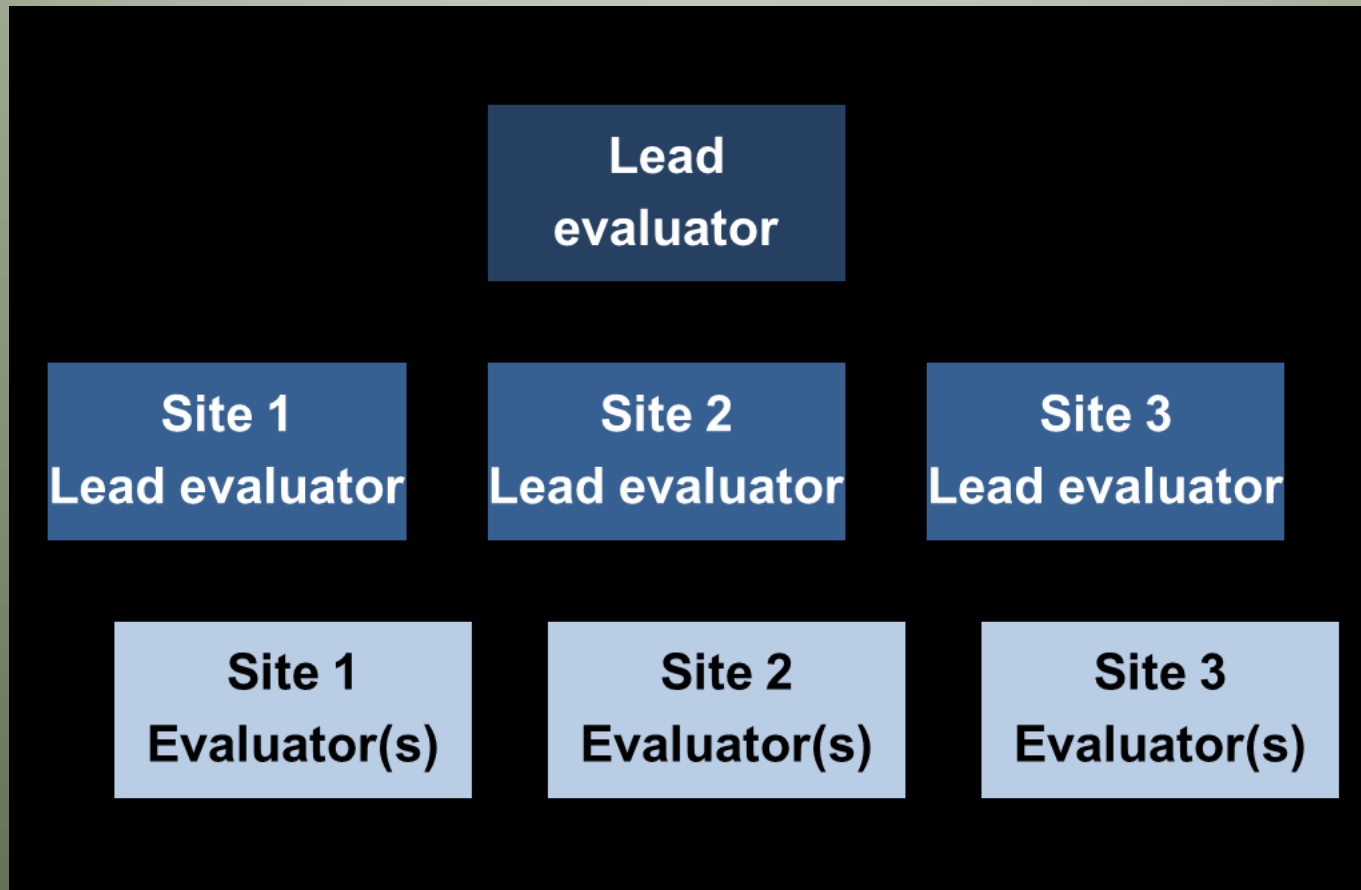 Lead
evaluator
Site 1
Lead evaluator
Site 2
Lead evaluator
Site 3
Lead evaluator
Site 1
Evaluator(s)
Site 2
Evaluator(s)
Site 3
Evaluator(s)